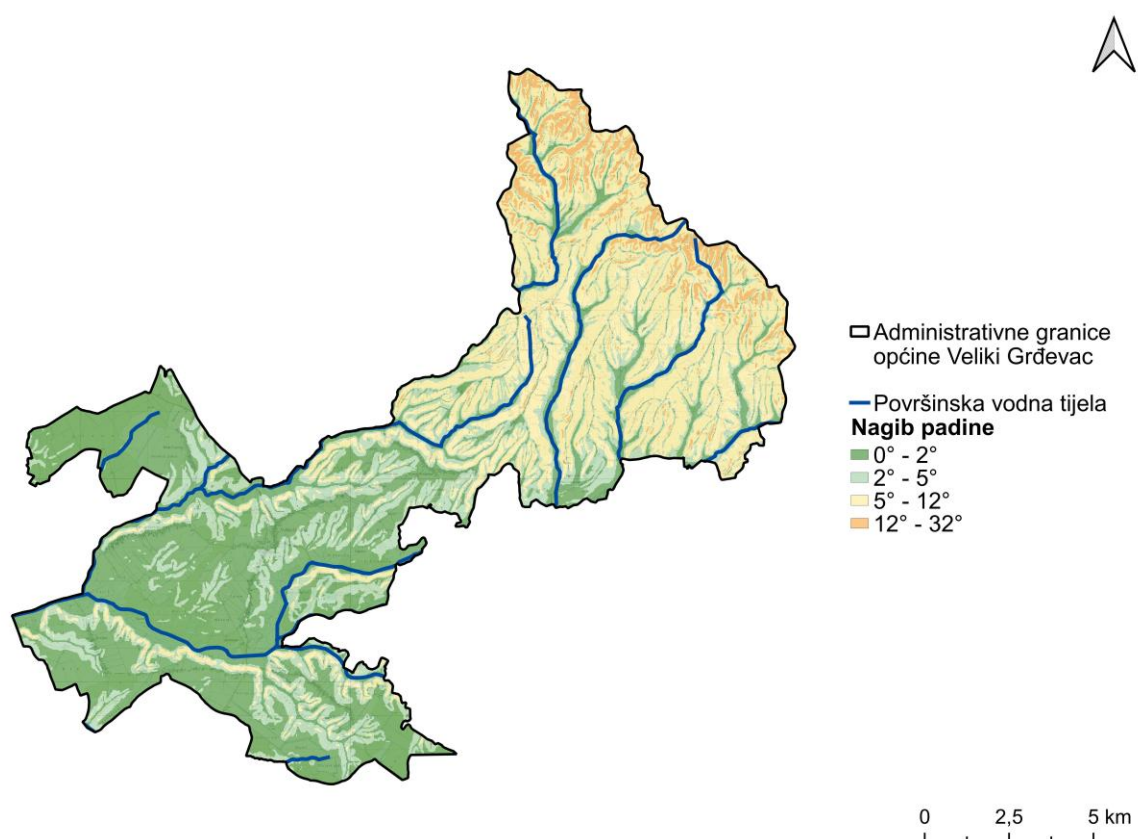 Administrativne granice
općine Veliki Grđevac
Površinska vodna tijela
Nagib padine
0° - 2°
2° - 5°
5° - 12°
12° - 32°
0 2,5 5 km